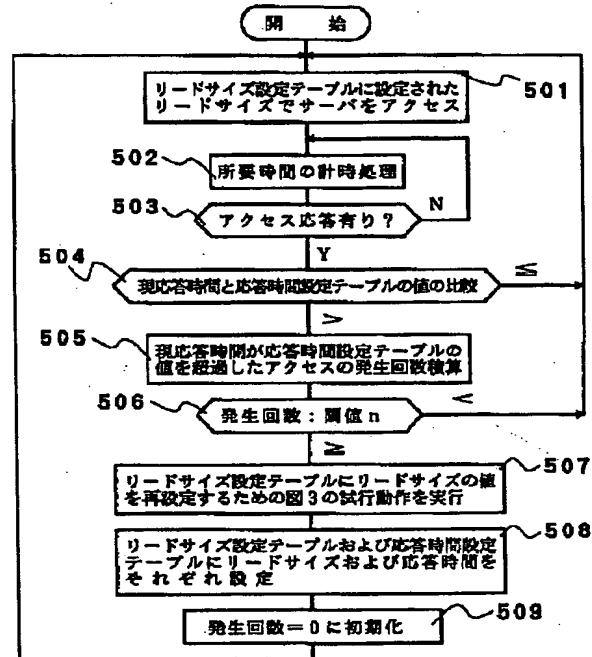 開 始
リードサイズ設定テーブルに設定された
リードサイズでサーバをアクセス
501
502
所要時間の計時処理
503
アクセス応答有り?
N
Y
504
現応答時間と応答時間設定テーブルの値の比較
≦
>
505
現応答時間が応答時間設定テーブルの
値を超過したアクセスの発生回数積算
506
発生回数:閾値n
<
≧
507
リードサイズ設定テーブルにリードサイズの値
を再設定するための図3の試行動作を実行
508
リードサイズ設定テーブルおよび応答時間設定
テーブルにリードサイズおよび応答時間を
それぞれ設定
509
発生回数=0に初期化